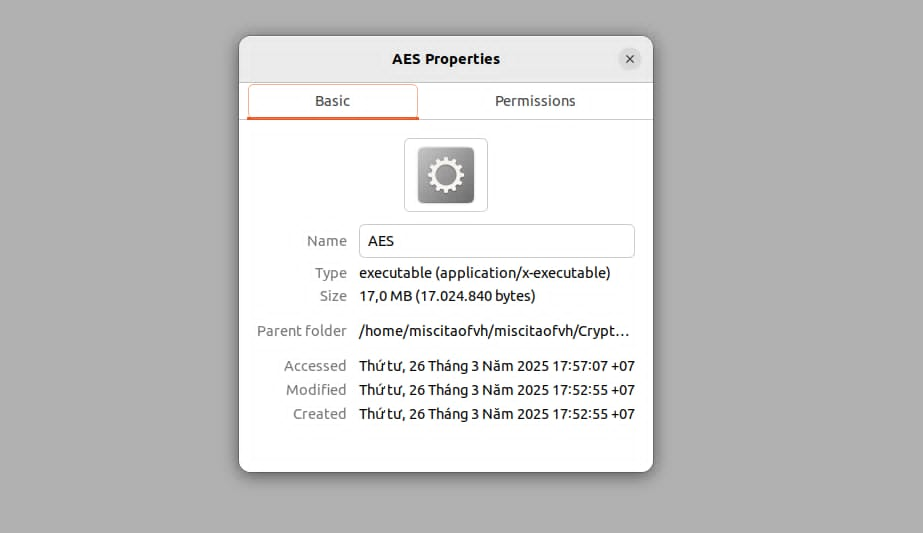 AES Properties
Basic Permissions
Name AES
Type executable (application/x-executable)
Size 17,0 MB (17.024.840 bytes)
Parent folder /home/miscitaofvh/miscitaofvh/Crypt...
Accessed Thứ tư, 26 Tháng 3 Năm 2025 17:57:07 +07
Modified Thứ tư, 26 Tháng 3 Năm 2025 17:52:55 +07
Created Thứ tư, 26 Tháng 3 Năm 2025 17:52:55 +07